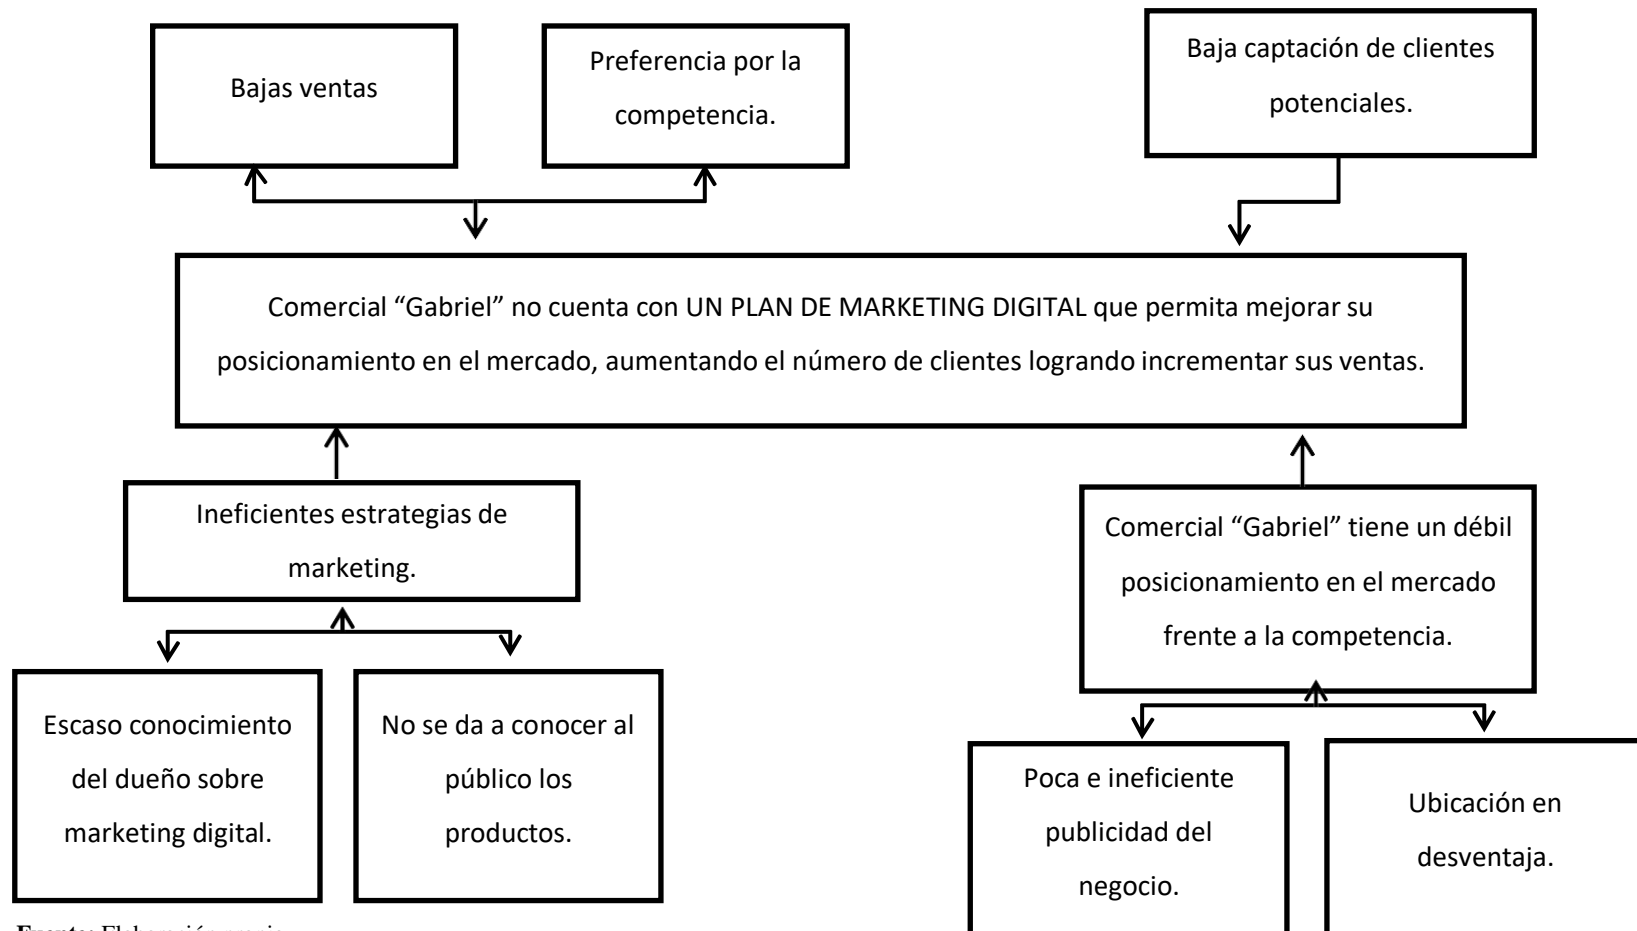 Bajas ventas
Preferencia por la
competencia.
Baja captación de clientes
potenciales.
Comercial “Gabriel” no cuenta con UN PLAN DE MARKETING DIGITAL que permita mejorar su
posicionamiento en el mercado, aumentando el número de clientes logrando incrementar sus ventas.
Ineficientes estrategias de
marketing.
Comercial “Gabriel” tiene un débil
posicionamiento en el mercado
frente a la competencia.
Escaso conocimiento
del dueño sobre
marketing digital.
No se da a conocer al
público los
productos.
Poca e ineficiente
publicidad del
negocio.
Ubicación en
desventaja.
Fuente: Elaboración propia